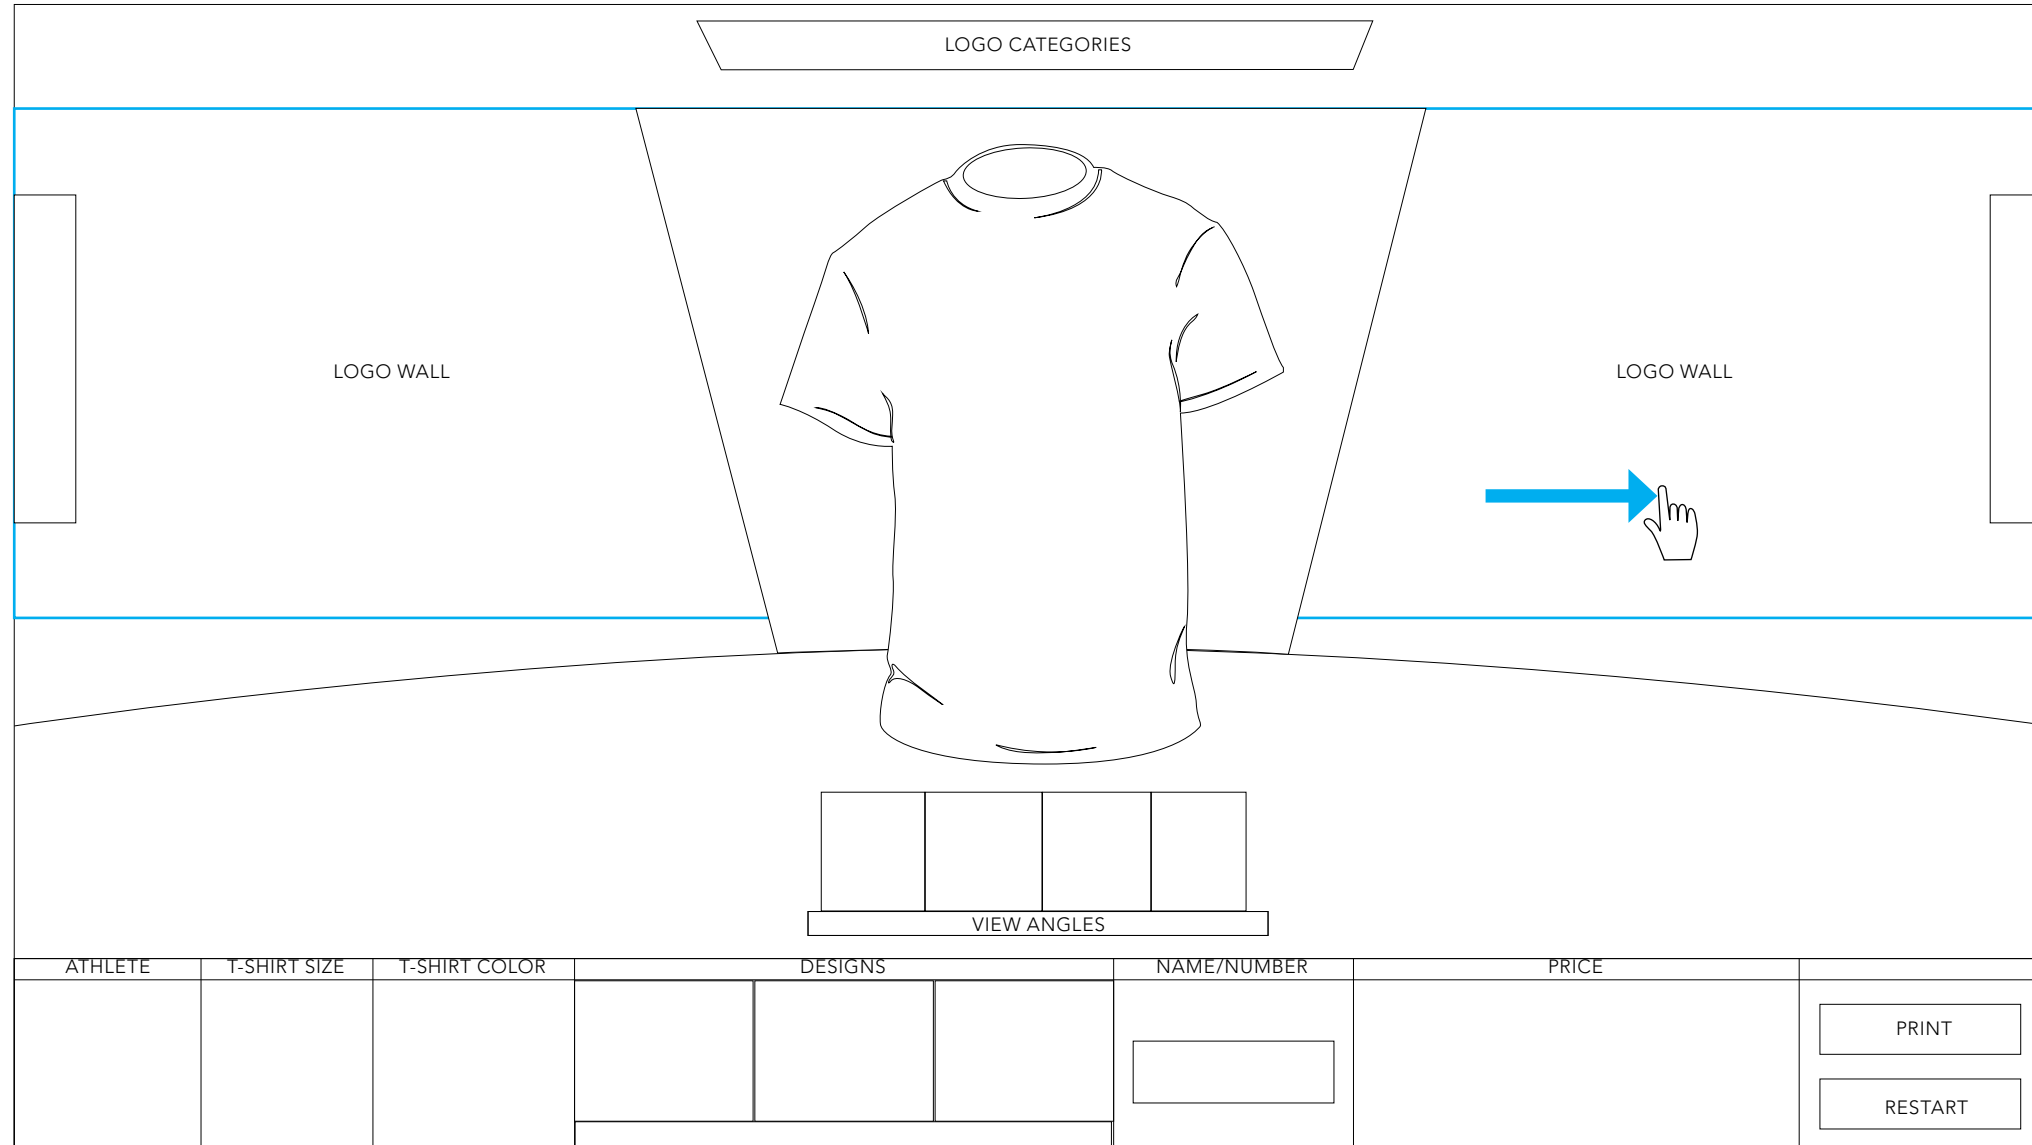 LOGO CATEGORIES
LOGO WALL
LOGO WALL
VIEW ANGLES
ATHLETE
T-SHIRT SIZE
T-SHIRT COLOR
DESIGNS
NAME/NUMBER
PRICE
PRINT
RESTART